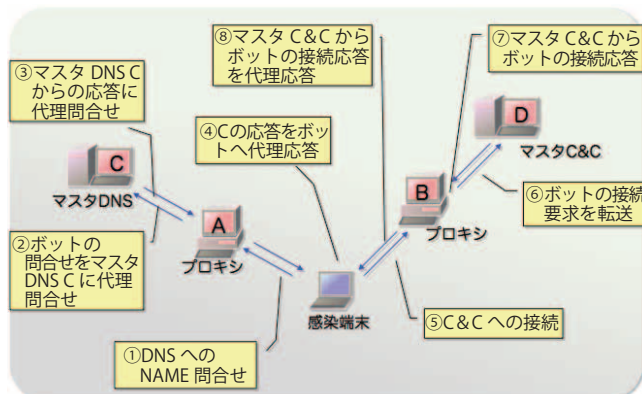 ⑧マスタ C&C から
ボットの接続応答
を代理応答
⑦マスタ C&C から
ボットの接続応答
③マスタ DNS C
からの応答に
代理問合せ
④Cの応答をボッ
トへ代理応答
C
マスタDNS
D
マスタC&C
A
プロキシ
B
プロキシ
⑥ボットの接続
要求を転送
②ボットの
問合せをマスタ
DNS C に代理
問合せ
感染端末
⑤C&C への接続
①DNS への
NAME 問合せ